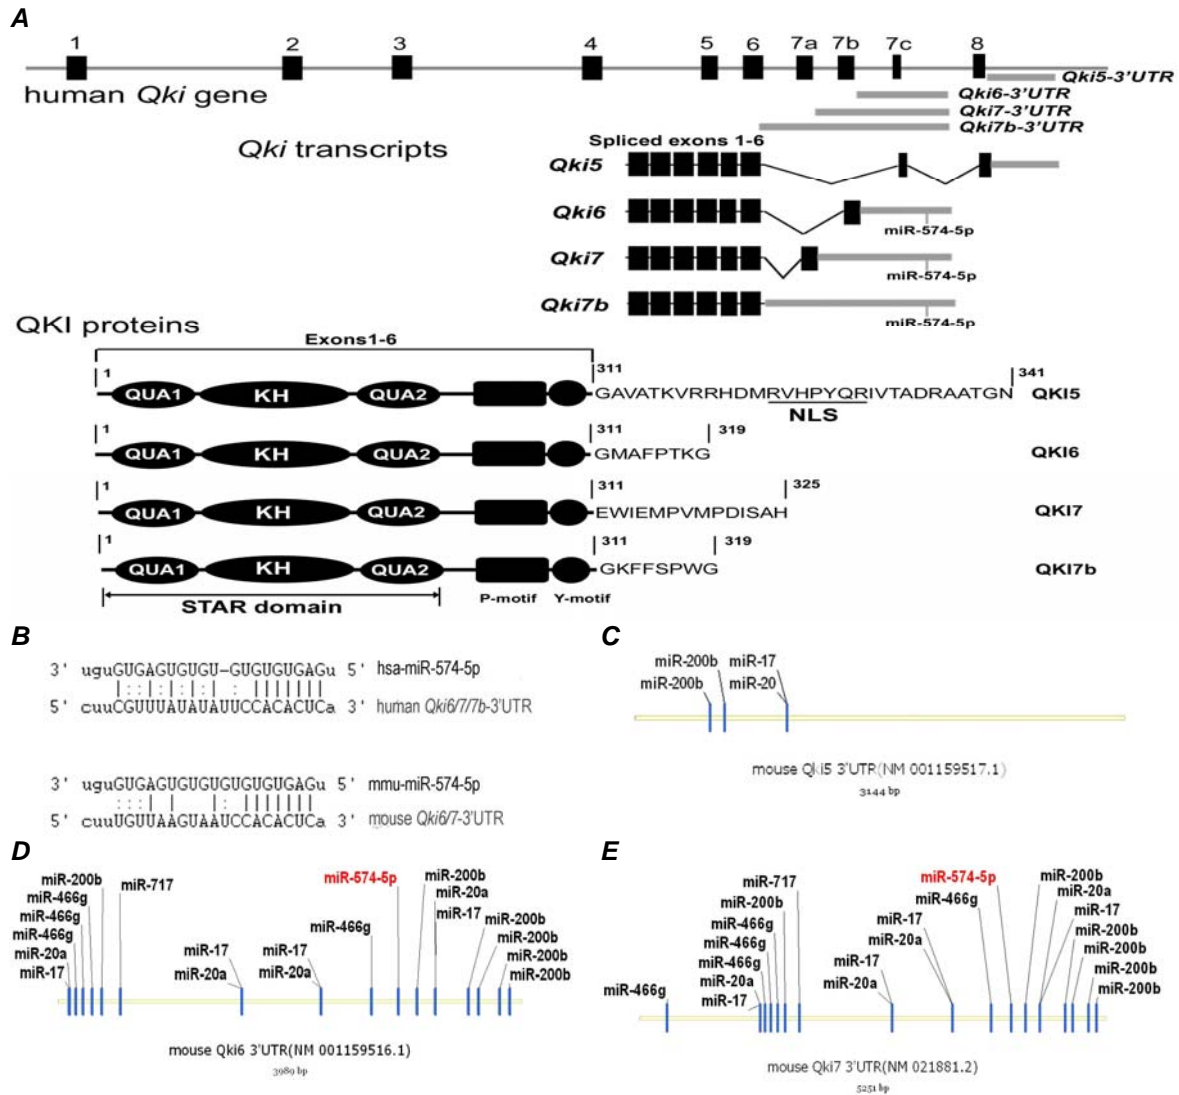 A
1 2 3 4 5 6 7a 7b 7c 8
Qki5-3'UTR
human Qki gene
Qki6-3'UTR
Qki7-3'UTR
Qki7b-3'UTR
Qki transcripts
Spliced exons 1-6
Qki5
Qki6
miR-574-5p
Qki7
miR-574-5p
Qki7b
miR-574-5p
QKI proteins
Exons1-6
1 311 341
QUA1 KH QUA2 GAVATKVRRHDMRVHPYQRIVTADRAATGN QKI5
NLS
1 311 319
QUA1 KH QUA2 GMAFPTKG QKI6
1 311 325
QUA1 KH QUA2 EWIEMPVMPDISAH QKI7
1 311 319
QUA1 KH QUA2 GKFFSPWG QKI7b
STAR domain P-motif Y-motif
B
3' uguGUGAGUGUGU-GUGUGUGAGu 5' hsa-miR-574-5p
5' cuuCGUUUAUAUAUUCCACACUCa 3' human Qki6/7/7b-3'UTR
3' uguGUGAGUGUGUGUGUGUGAGu 5' mmu-miR-574-5p
5' cuuUGUUAAGUAAUCCACACUCa 3' mouse Qki6/7-3'UTR
C
miR-200b miR-17
miR-200b miR-20
mouse Qki5 3'UTR(NM 001159517.1)
3144 bp
D
miR-200b
miR-717
miR-466g
miR-466g
miR-466g
miR-20a
miR-17
miR-17
miR-20a
miR-17
miR-20a
miR-466g
miR-574-5p
miR-200b
miR-20a
miR-17
miR-200b
miR-200b
miR-200b
miR-200b
mouse Qki6 3'UTR(NM 001159516.1)
3989 bp
E
miR-717
miR-200b
miR-466g
miR-466g
miR-466g
miR-20a
miR-17
miR-466g
miR-17
miR-20a
miR-17
miR-20a
miR-574-5p
miR-466g
miR-200b
miR-20a
miR-17
miR-200b
miR-200b
miR-200b
miR-200b
mouse Qki7 3'UTR(NM 021881.2)
5251 bp